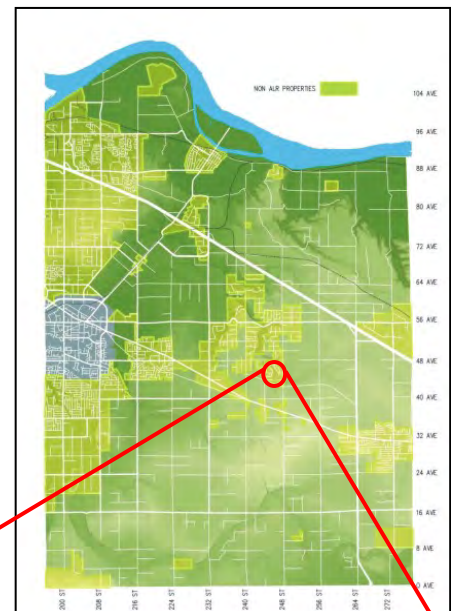 NON ALR PROPERTIES
104 AVE
96 AVE
88 AVE
80 AVE
72 AVE
64 AVE
56 AVE
48 AVE
40 AVE
32 AVE
24 AVE
16 AVE
8 AVE
0 AVE
200 ST
208 ST
216 ST
224 ST
232 ST
240 ST
248 ST
256 ST
264 ST
272 ST